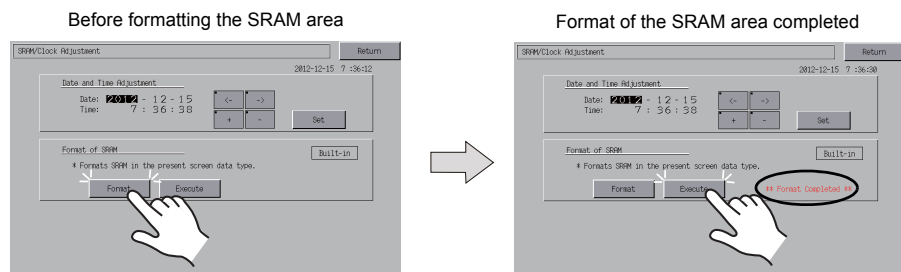 Before formatting the SRAM area
SRAM/Clock Adjustment
Return
2012-12-15 7 :36:12
Date and Time Adjustment
Date: 2012 - 12 - 15
Time: 7 : 36 : 38
<- ->
+ -
Set
Format of SRAM
Built-in
* Formats SRAM in the present screen data type.
Format Execute
Format of the SRAM area completed
SRAM/Clock Adjustment
Return
2012-12-15 7 :36:30
Date and Time Adjustment
Date: 2012 - 12 - 15
Time: 7 : 36 : 38
<- ->
+ -
Set
Format of SRAM
Built-in
* Formats SRAM in the present screen data type.
Format Execute
** Format Completed **